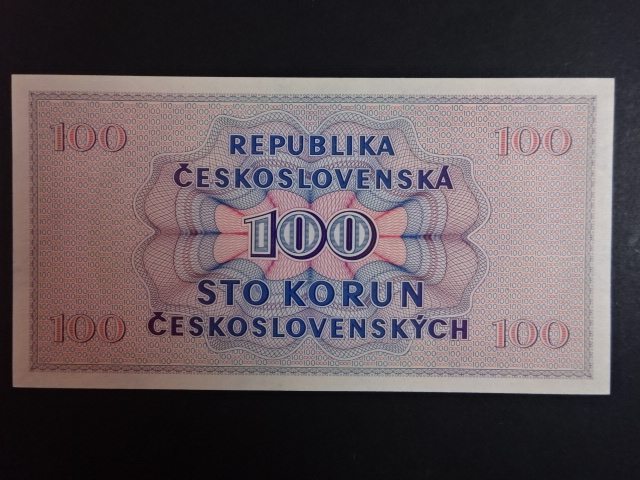 100 100
REPUBLIKA
ČESKOSLOVENSKÁ
100
STO KORUN
ČESKOSLOVENSKÝCH
100 100